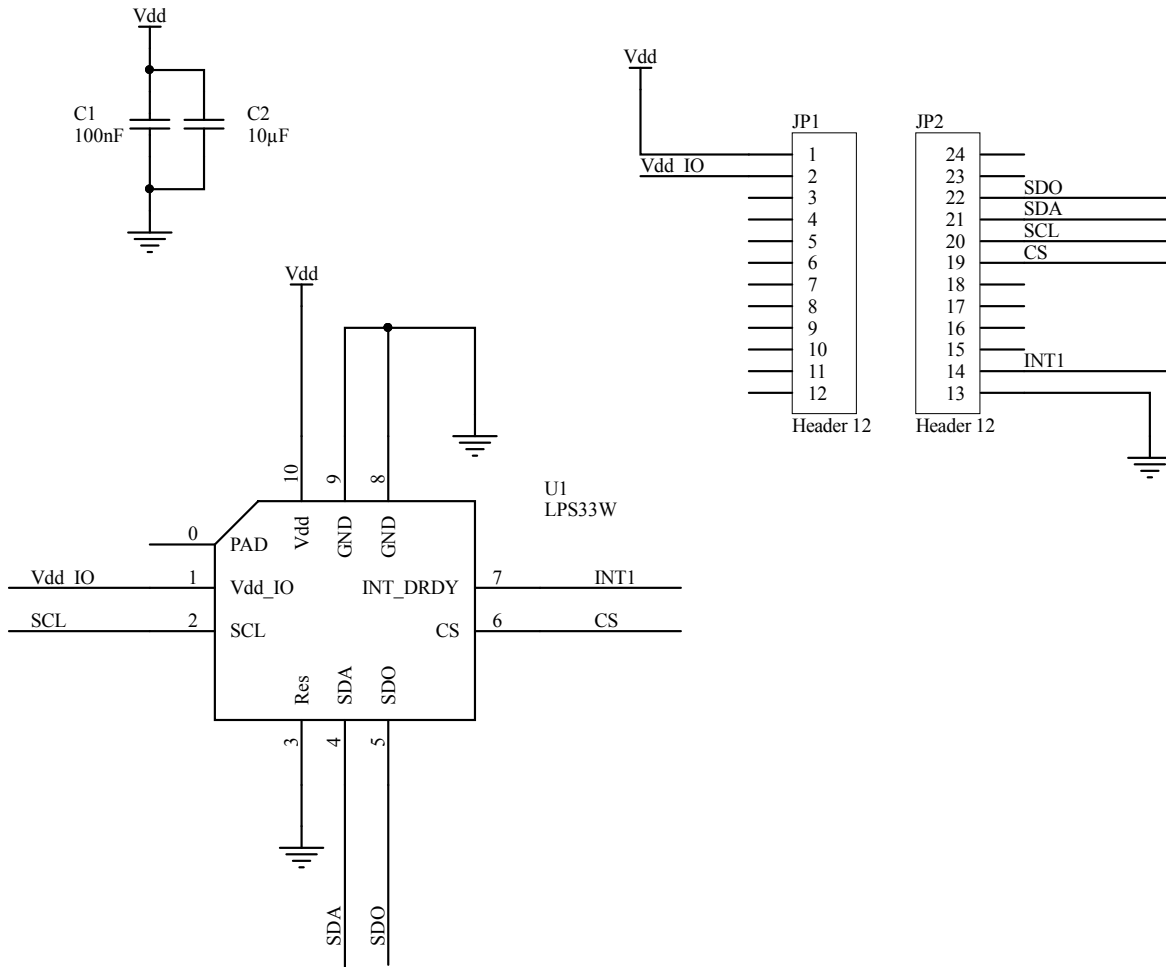 Vdd
C1
100nF
C2
10µF
Vdd
Vdd_IO
JP1
1
2
3
4
5
6
7
8
9
10
11
12
Header 12
JP2
24
23
22
21
20
19
18
17
16
15
14
13
Header 12
SDO
SDA
SCL
CS
INT1
Vdd
10
9
8
U1
LPS33W
0
PAD
Vdd
GND
GND
Vdd_IO
1
Vdd_IO
INT_DRDY
7
INT1
SCL
2
SCL
CS
6
CS
Res
SDA
SDO
3
4
5
SDA
SDO